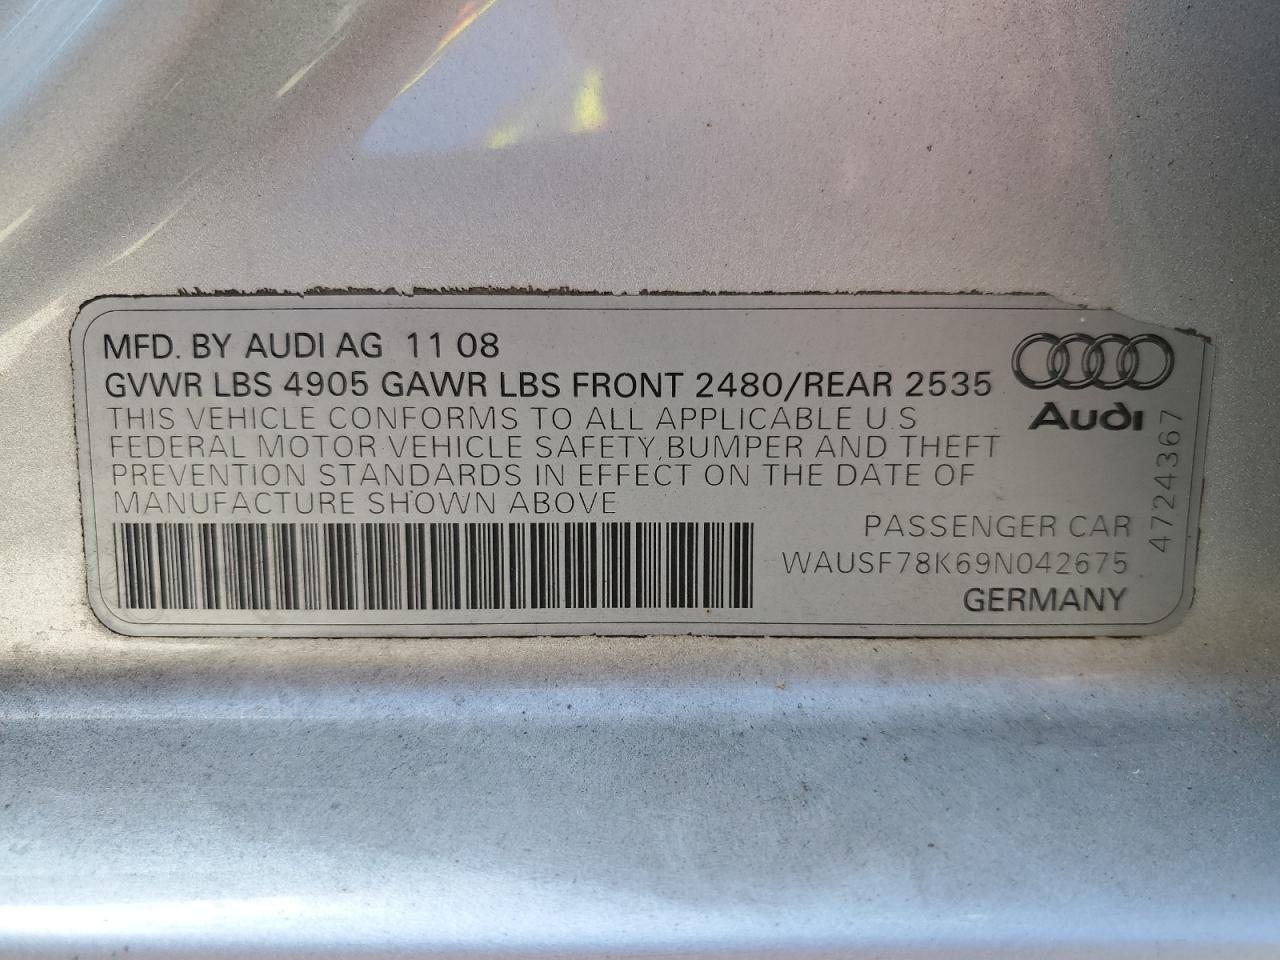 MFD. BY AUDI AG 11 08
GVWR LBS 4905 GAWR LBS FRONT 2480/REAR 2535
THIS VEHICLE CONFORMS TO ALL APPLICABLE U.S
FEDERAL MOTOR VEHICLE SAFETY, BUMPER AND THEFT
PREVENTION STANDARDS IN EFFECT ON THE DATE OF
MANUFACTURE SHOWN ABOVE
Audi
4724367
PASSENGER CAR
WAUSF78K69N042675
GERMANY